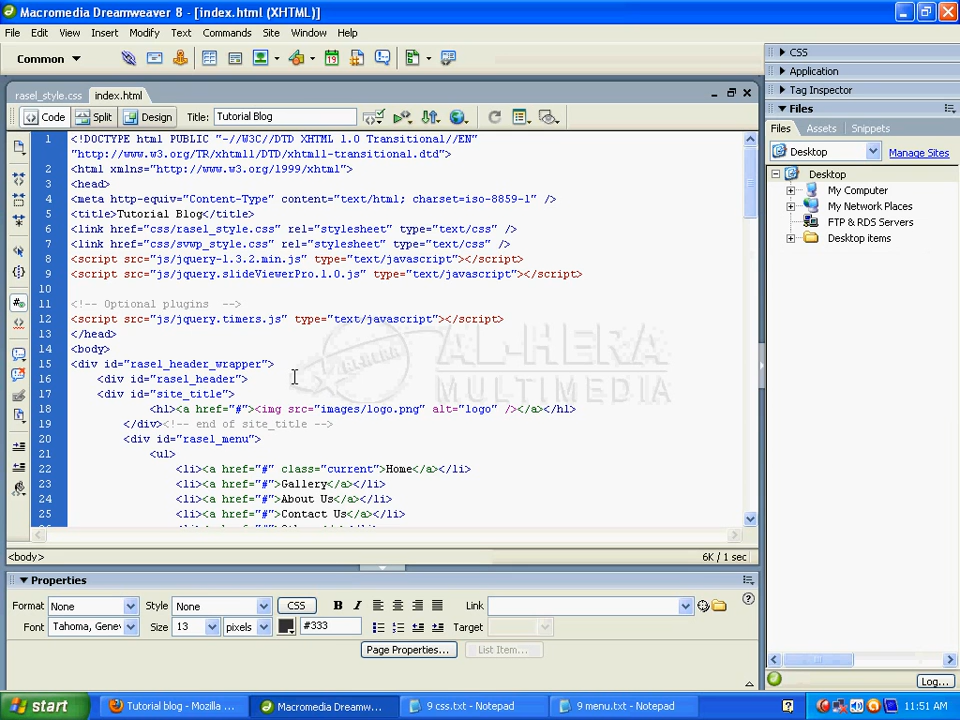 Macromedia Dreamweaver 8 - [index.html (XHTML)]
File Edit View Insert Modify Text Commands Site Window Help
Common
rasel_style.css index.html
Code Split Design Title: Tutorial Blog
1 <!DOCTYPE html PUBLIC "-//W3C//DTD XHTML 1.0 Transitional//EN"
"http://www.w3.org/TR/xhtml1/DTD/xhtml1-transitional.dtd">
2 <html xmlns="http://www.w3.org/1999/xhtml">
3 <head>
4 <meta http-equiv="Content-Type" content="text/html; charset=iso-8859-1" />
5 <title>Tutorial Blog</title>
6 <link href="css/rasel_style.css" rel="stylesheet" type="text/css" />
7 <link href="css/svwp_style.css" rel="stylesheet" type="text/css" />
8 <script src="js/jquery-1.3.2.min.js" type="text/javascript"></script>
9 <script src="js/jquery.slideViewerPro.1.0.js" type="text/javascript"></script>
10
11 <!-- Optional plugins  -->
12 <script src="js/jquery.timers.js" type="text/javascript"></script>
13 </head>
14 <body>
15 <div id="rasel_header_wrapper">
16 <div id="rasel_header">
17 <div id="site_title">
18 <h1><a href="#"><img src="images/logo.png" alt="logo" /></a></h1>
19 </div><!-- end of site_title -->
20 <div id="rasel_menu">
21 <ul>
22 <li><a href="#" class="current">Home</a></li>
23 <li><a href="#">Gallery</a></li>
24 <li><a href="#">About Us</a></li>
25 <li><a href="#">Contact Us</a></li>
AL-HERA
AL-HERA
MULTIMEDIA
<body> 6K / 1 sec
Properties
Format None Style None CSS B I Link
Font Tahoma, Genev Size 13 pixels #333 Target
Page Properties... List Item...
CSS
Application
Tag Inspector
Files
Files Assets Snippets
Desktop Manage Sites
Desktop
My Computer
My Network Places
FTP & RDS Servers
Desktop items
Log...
start Tutorial blog - Mozilla ... Macromedia Dreamw... 9 css.txt - Notepad 9 menu.txt - Notepad 11:51 AM